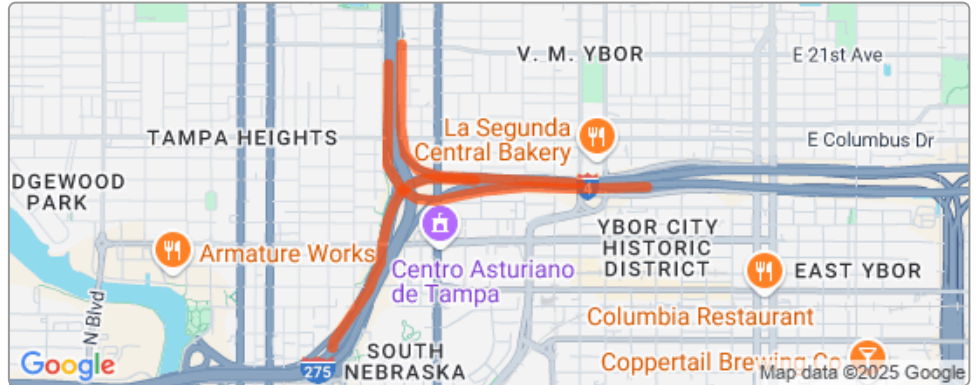 V. M. YBOR
E 21st Ave
TAMPA HEIGHTS
La Segunda
Central Bakery
E Columbus Dr
DGEWOOD
PARK
4
YBOR CITY
HISTORIC
DISTRICT
Armature Works
Centro Asturiano
de Tampa
EAST YBOR
N Blvd
Columbia Restaurant
SOUTH
NEBRASKA
275
Coppertail Brewing Co
Google
Map data ©2025 Google